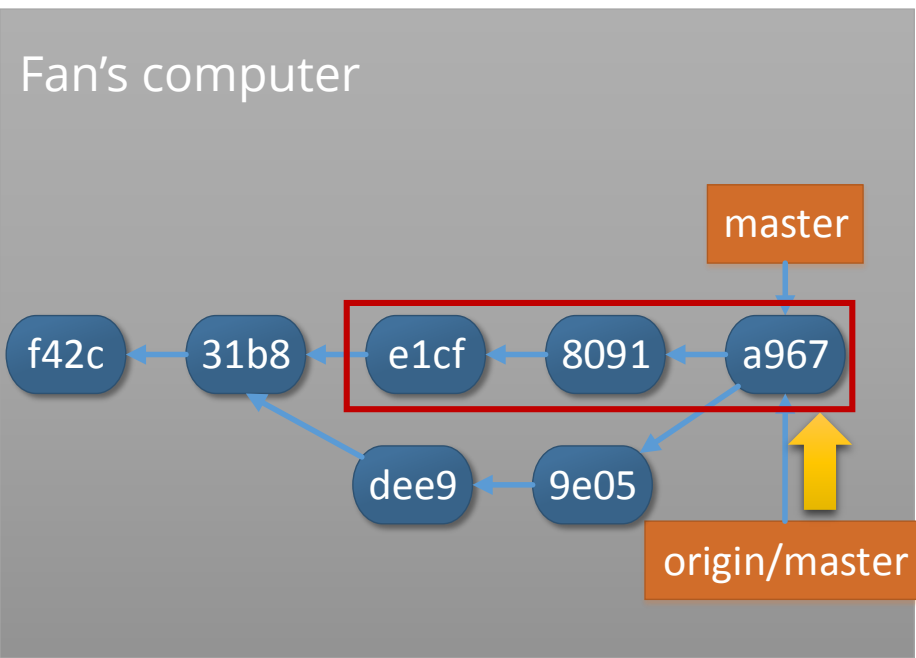 Fan’s computer
master
f42c
31b8
e1cf
8091
a967
dee9
9e05
origin/master